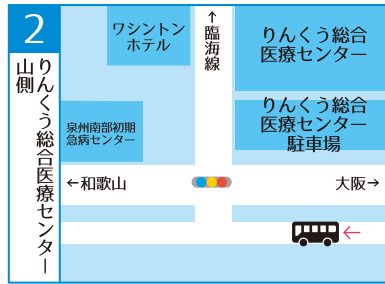 2
りんくう総合医療センター
山側
ワシントン
ホテル
↑臨海線
りんくう総合
医療センター
泉州南部初期
急病センター
りんくう総合
医療センター
駐車場
←和歌山
大阪→